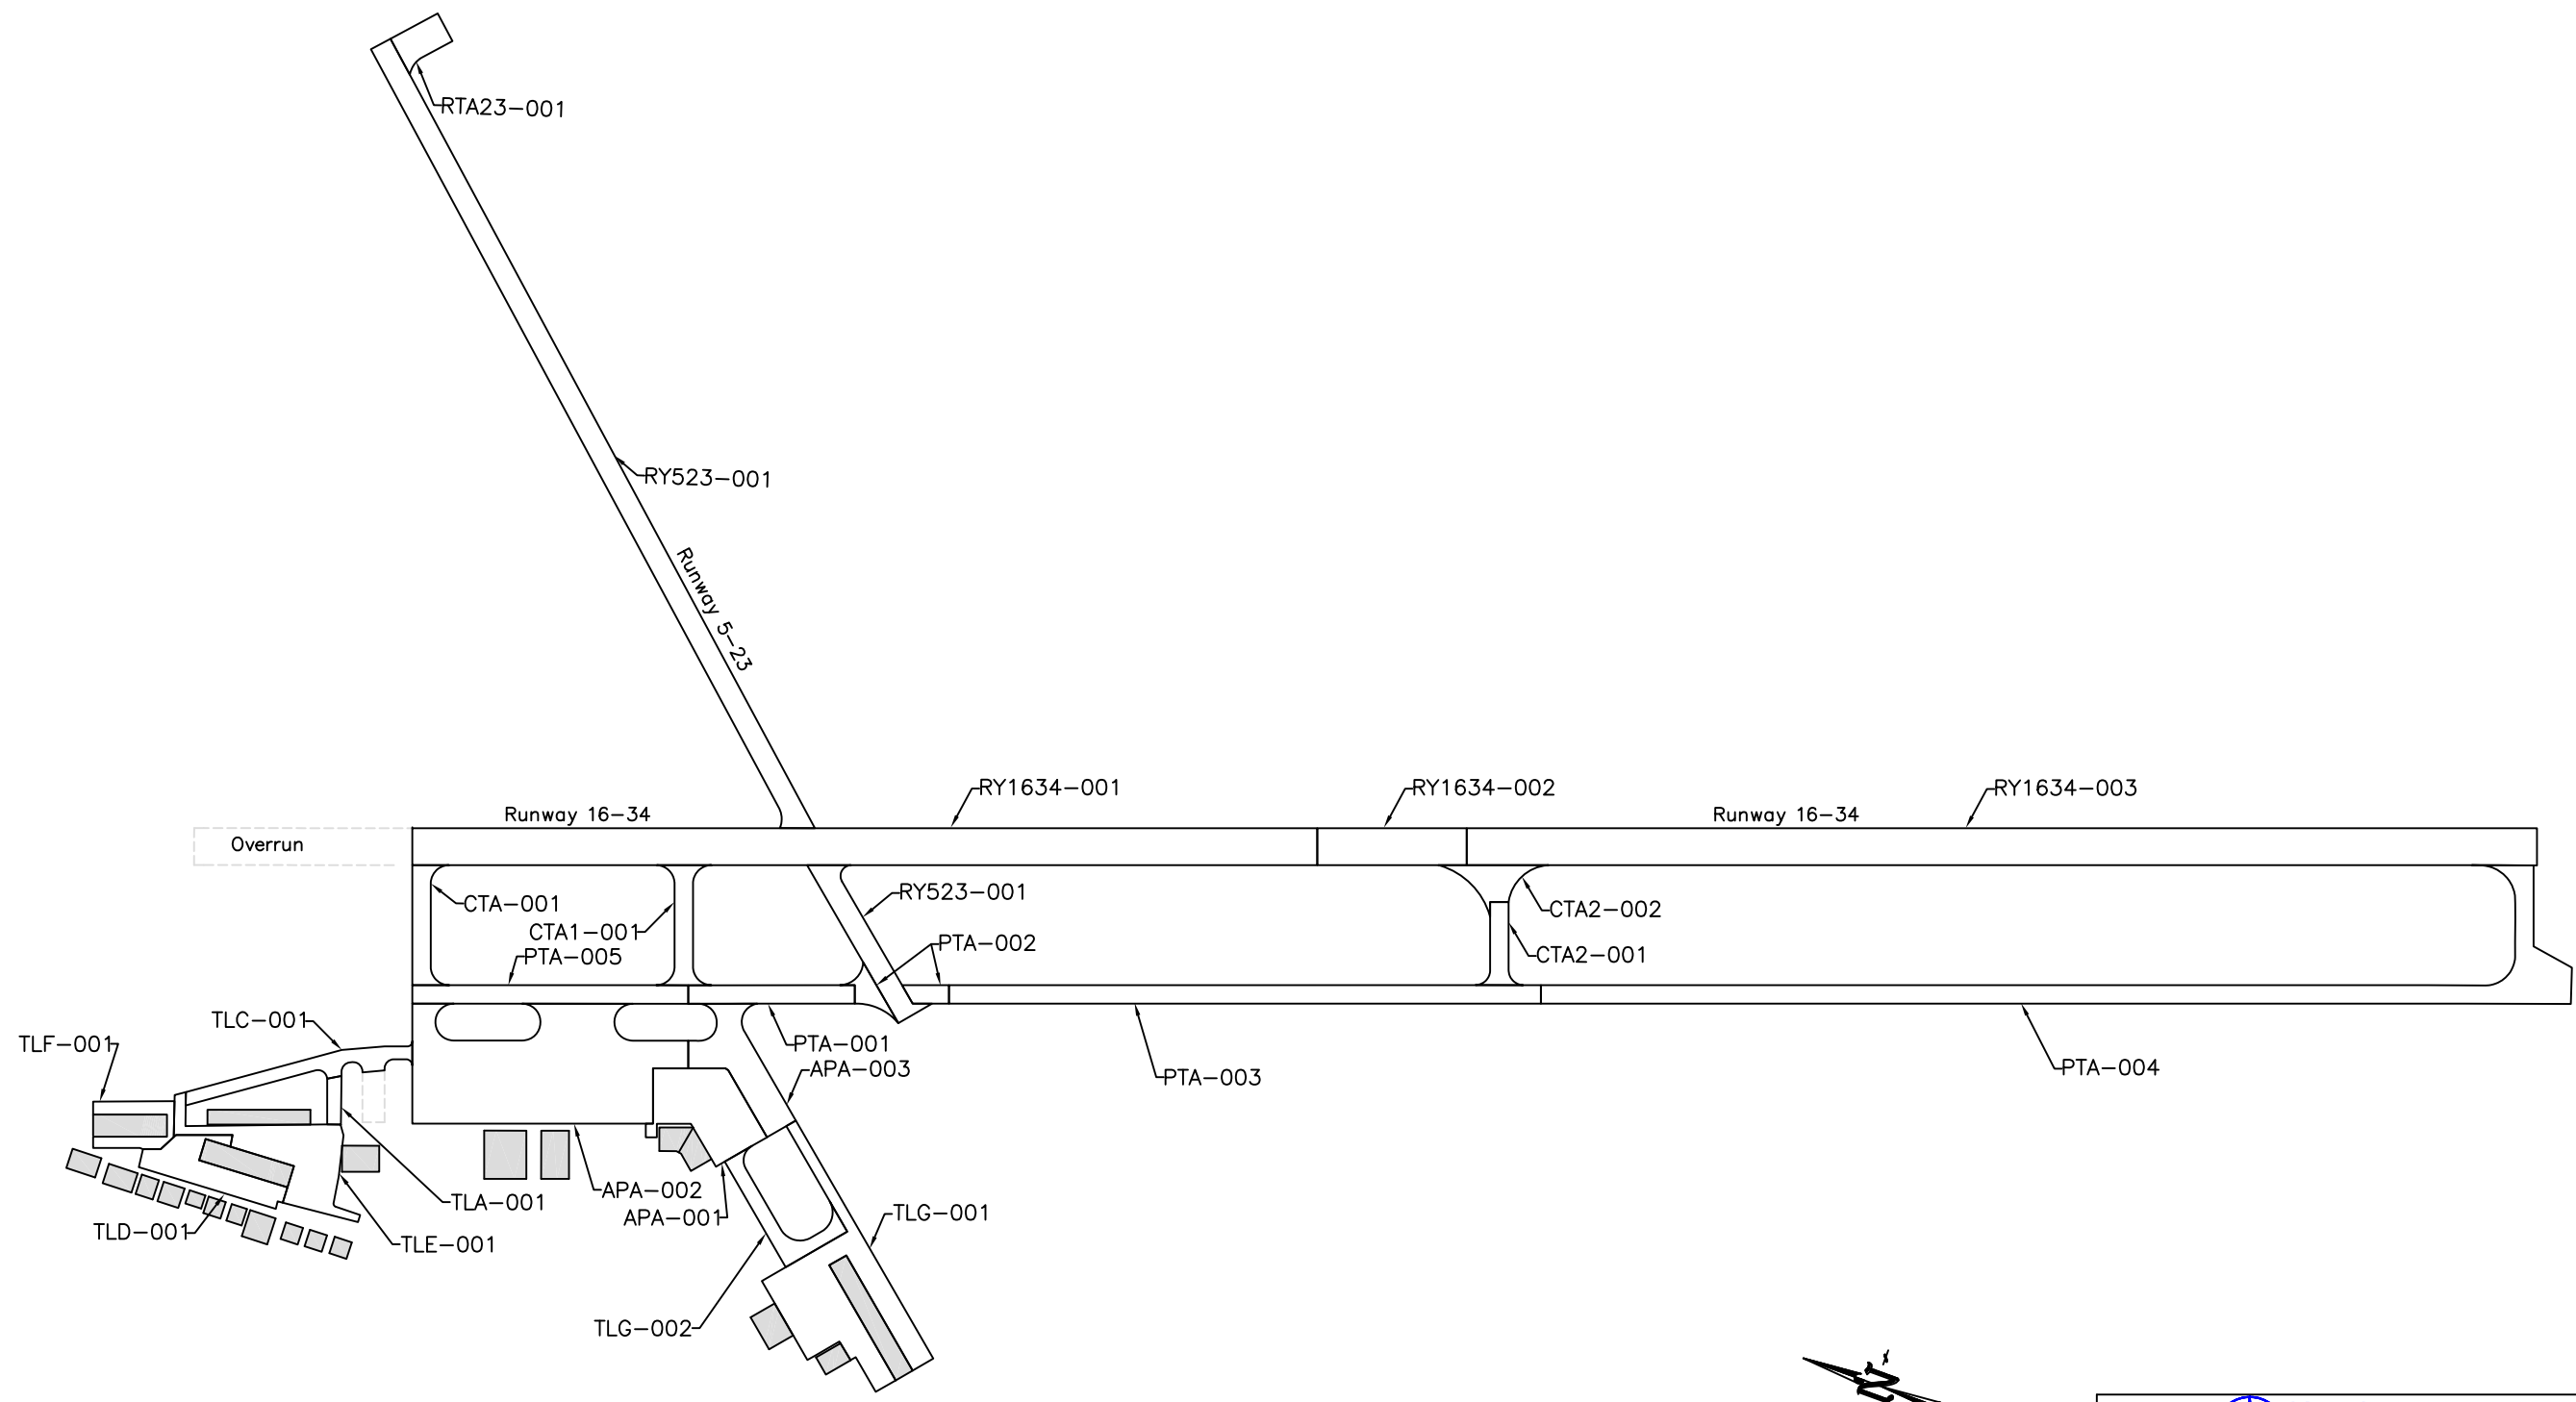 RTA23-001
RY523-001
Runway 5-23
RY1634-001
RY1634-002
RY1634-003
Runway 16-34
Runway 16-34
Overrun
RY523-001
CTA-001
CTA2-002
CTA1-001
PTA-002
PTA-005
CTA2-001
TLC-001
TLF-001
PTA-001
APA-003
PTA-004
PTA-003
APA-002
TLA-001
TLG-001
APA-001
TLD-001
TLE-001
TLG-002
N